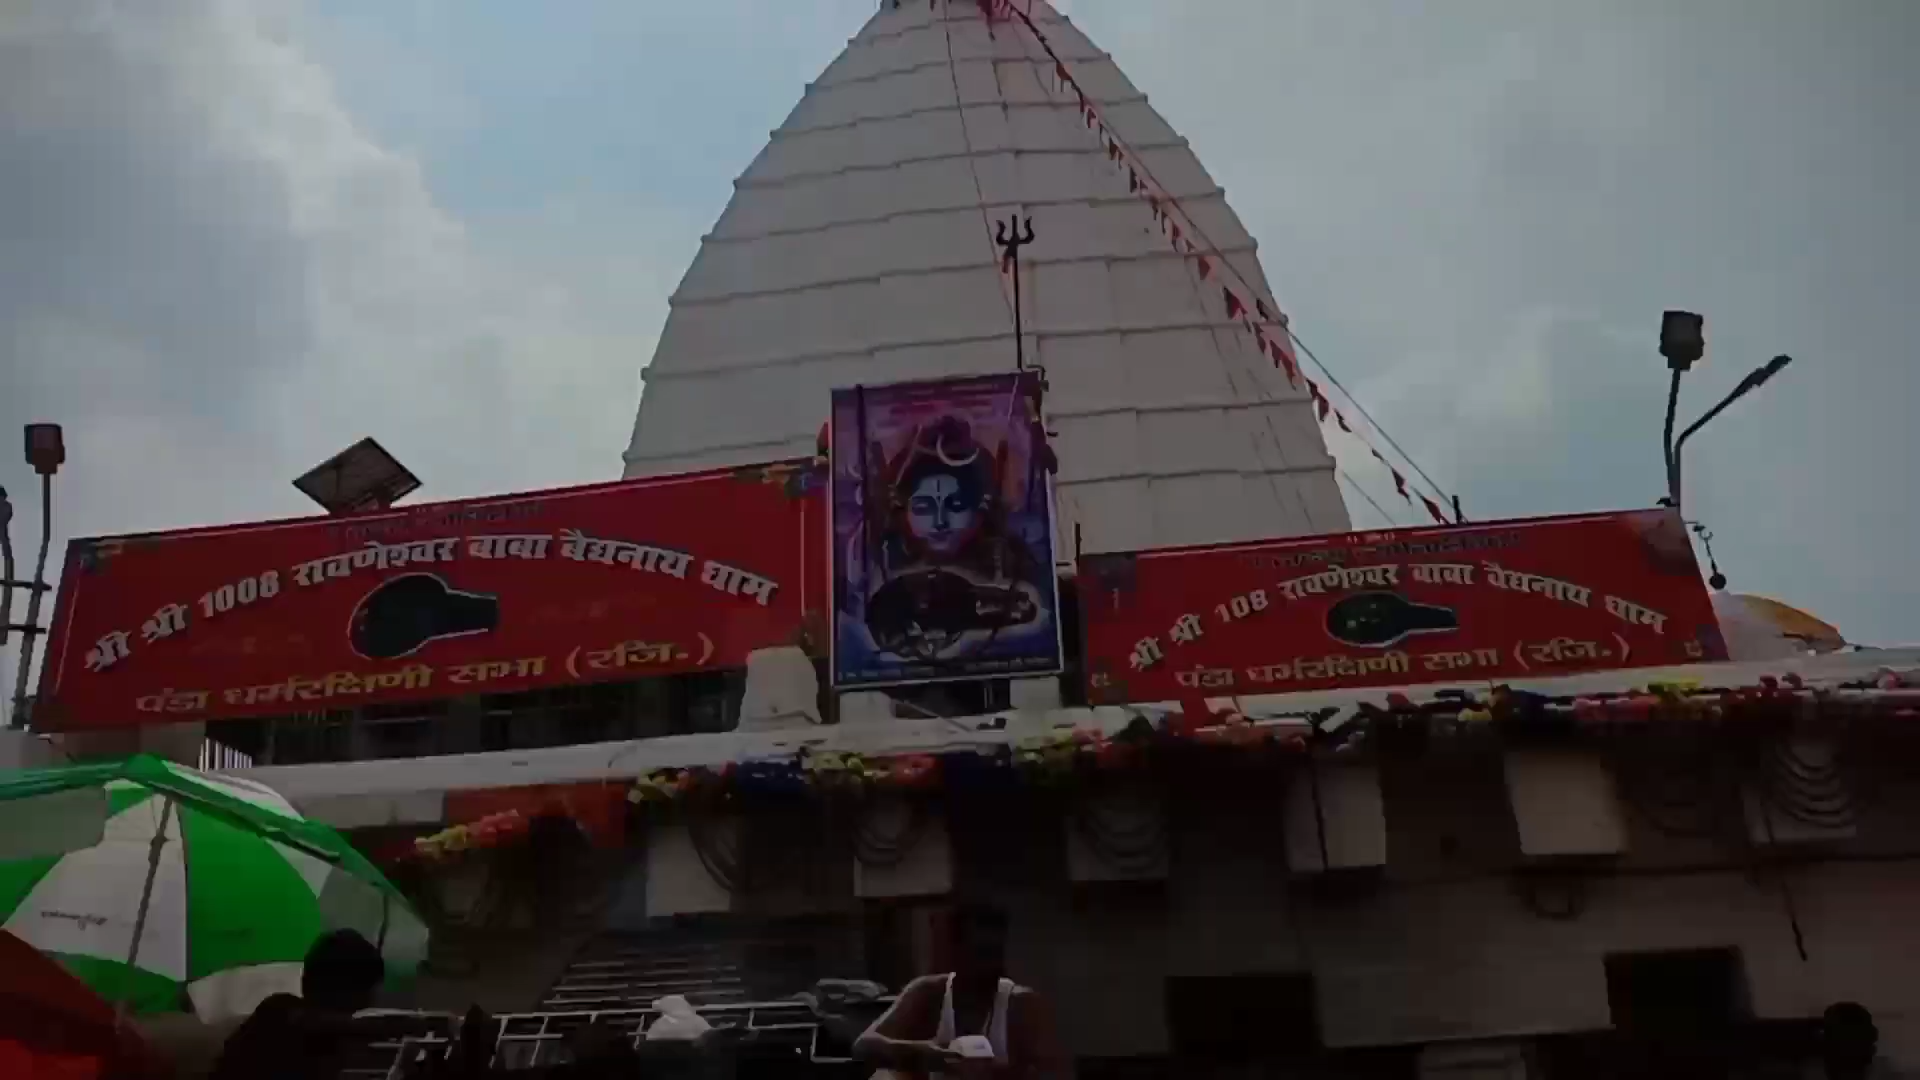 श्री श्री 1008 रावणेश्वर बाबा बैद्यनाथ धाम
पंडा धर्मरक्षिणी सभा (रजि.)
श्री श्री 108 रावणेश्वर बाबा वैद्यनाथ धाम
पंडा धर्मरक्षिणी सभा (रजि.)